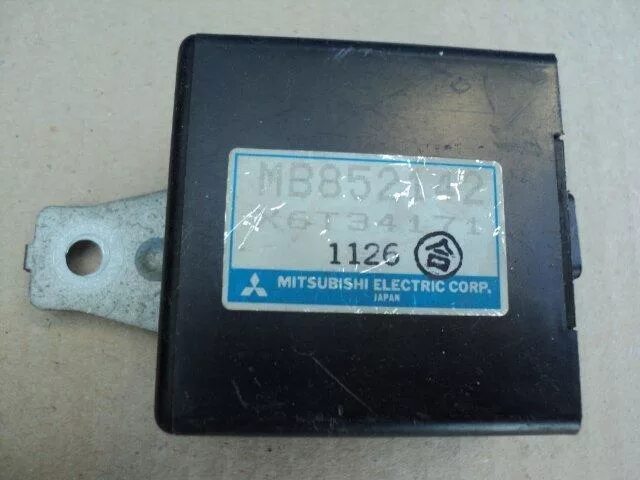 K6T34171
1126 合
MITSUBISHI ELECTRIC CORP.
JAPAN